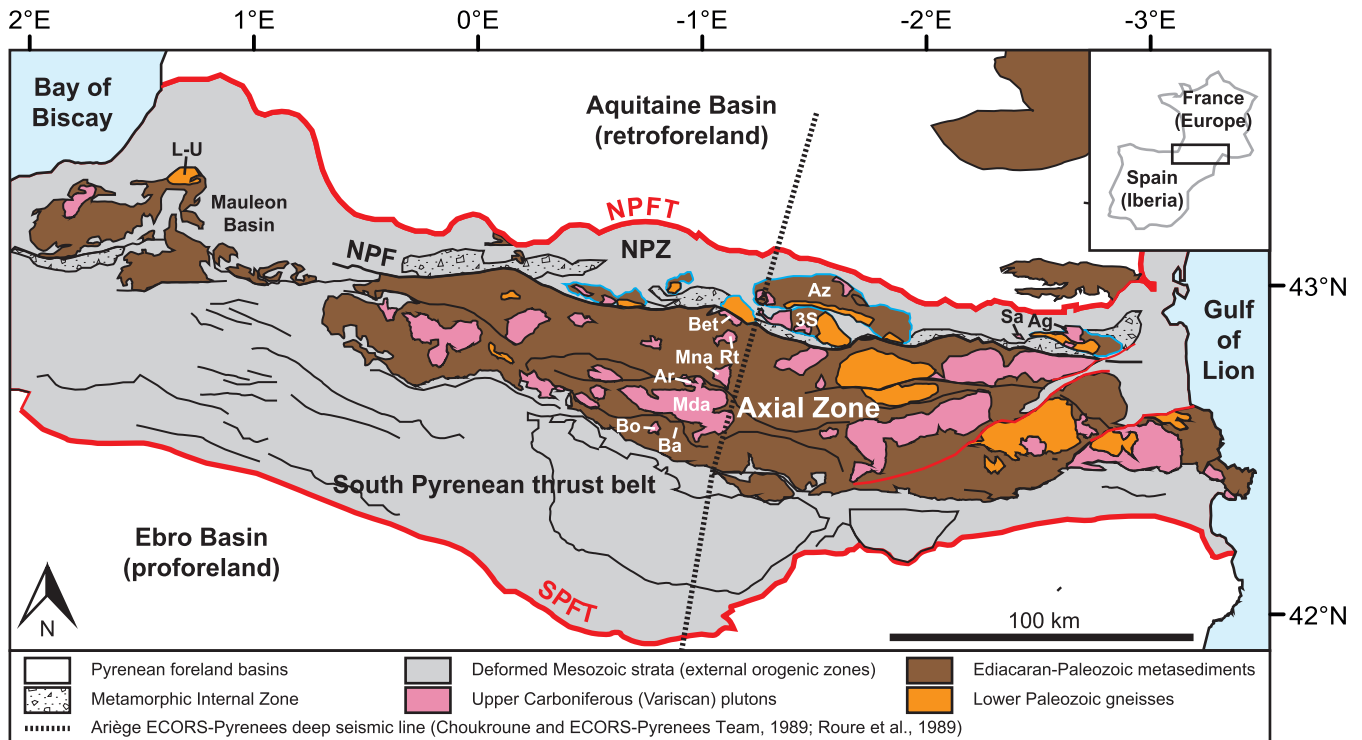 2°E 1°E 0°E -1°E -2°E -3°E
Bay of
Biscay
Aquitaine Basin
(retroforeland)
France
(Europe)
Spain
(Iberia)
L-U
Mauleon
Basin
NPFT
NPF
NPZ
43°N
Az
3S
Bet
Sa Ag
Gulf
of
Lion
Mna Rt
Ar
Mda
Axial Zone
Bo
Ba
South Pyrenean thrust belt
Ebro Basin
(proforeland)
SPFT
42°N
N
100 km
Pyrenean foreland basins
Deformed Mesozoic strata (external orogenic zones)
Ediacaran-Paleozoic metasediments
Metamorphic Internal Zone
Upper Carboniferous (Variscan) plutons
Lower Paleozoic gneisses
Ariège ECORS-Pyrenees deep seismic line (Choukroune and ECORS-Pyrenees Team, 1989; Roure et al., 1989)